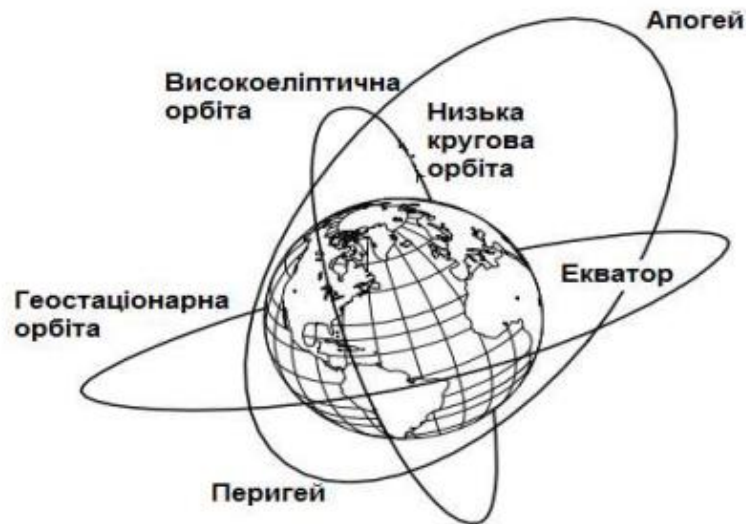 Апогей
Високоеліптична
орбіта
Низька
кругова
орбіта
Екватор
Геостаціонарна
орбіта
Перигей